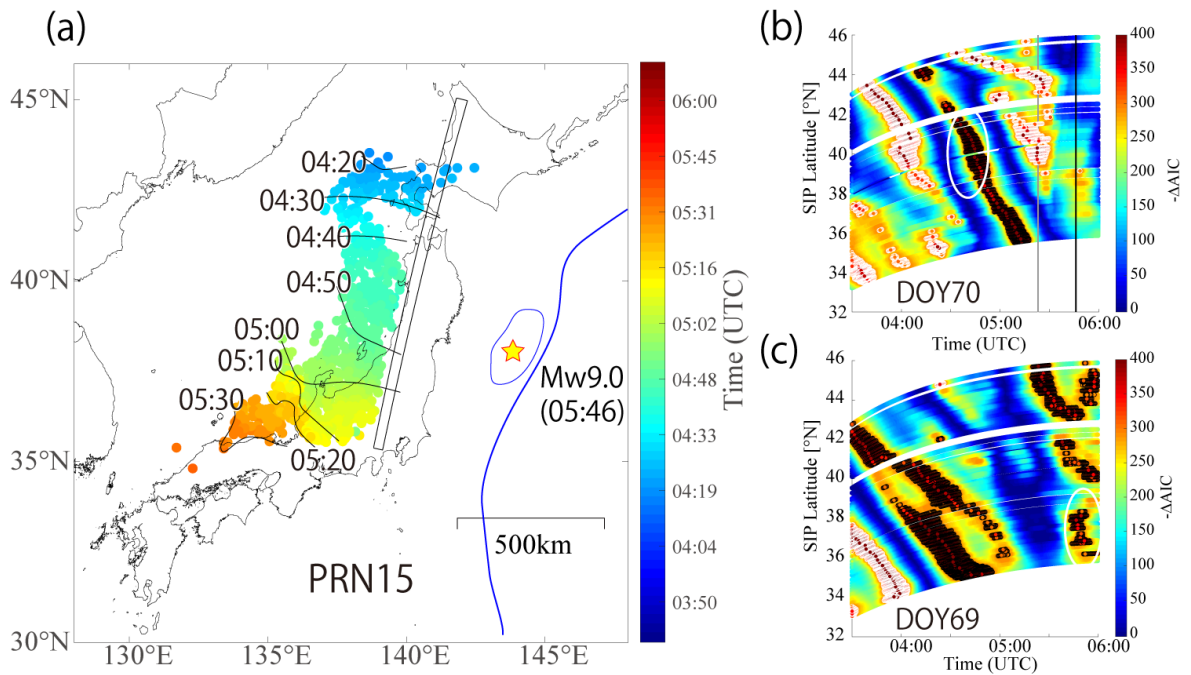 (a)
45°N
40°N
35°N
30°N
130°E
135°E
140°E
145°E
04:20
04:30
04:40
04:50
05:00
05:10
05:30
05:20
Mw9.0
(05:46)
500km
PRN15
06:00
05:45
05:31
05:16
05:02
04:48
04:33
04:19
04:04
03:50
Time (UTC)
(b)
46
44
42
40
38
36
34
32
SIP Latitude [°N]
DOY70
04:00
05:00
06:00
Time (UTC)
400
350
300
250
200
150
100
50
0
-ΔAIC
(c)
46
44
42
40
38
36
34
32
SIP Latitude [°N]
DOY69
04:00
05:00
06:00
Time (UTC)
400
350
300
250
200
150
100
50
0
-ΔAIC